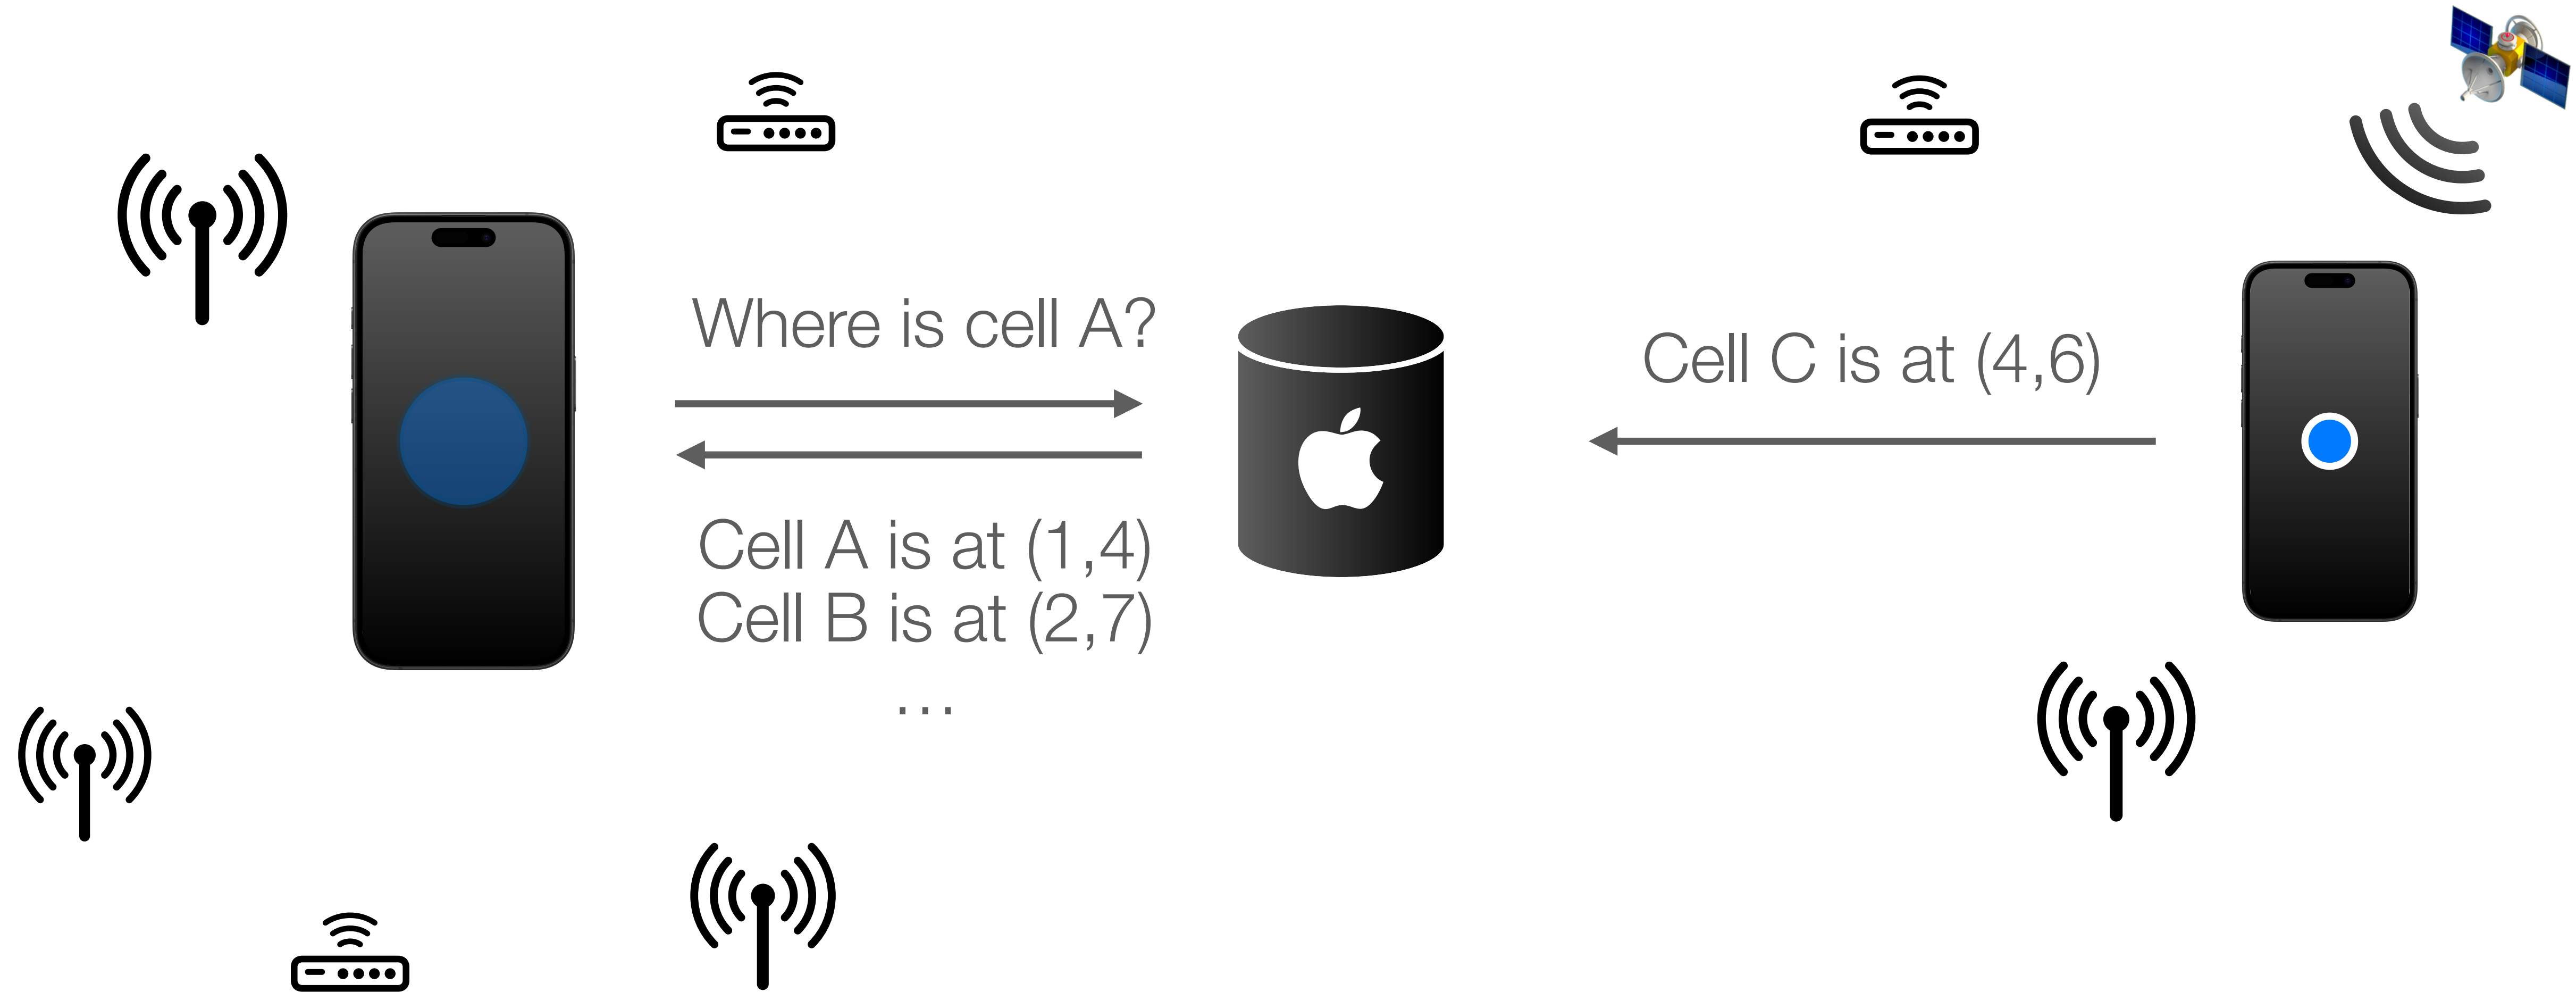 Where is cell A?
Cell A is at (1,4)
Cell B is at (2,7)
...
Cell C is at (4,6)